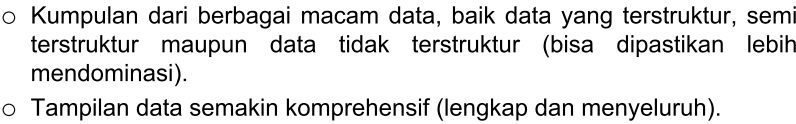 o Kumpulan dari berbagai macam data, baik data yang terstruktur, semi
terstruktur maupun data tidak terstruktur (bisa dipastikan lebih
mendominasi).
o Tampilan data semakin komprehensif (lengkap dan menyeluruh).